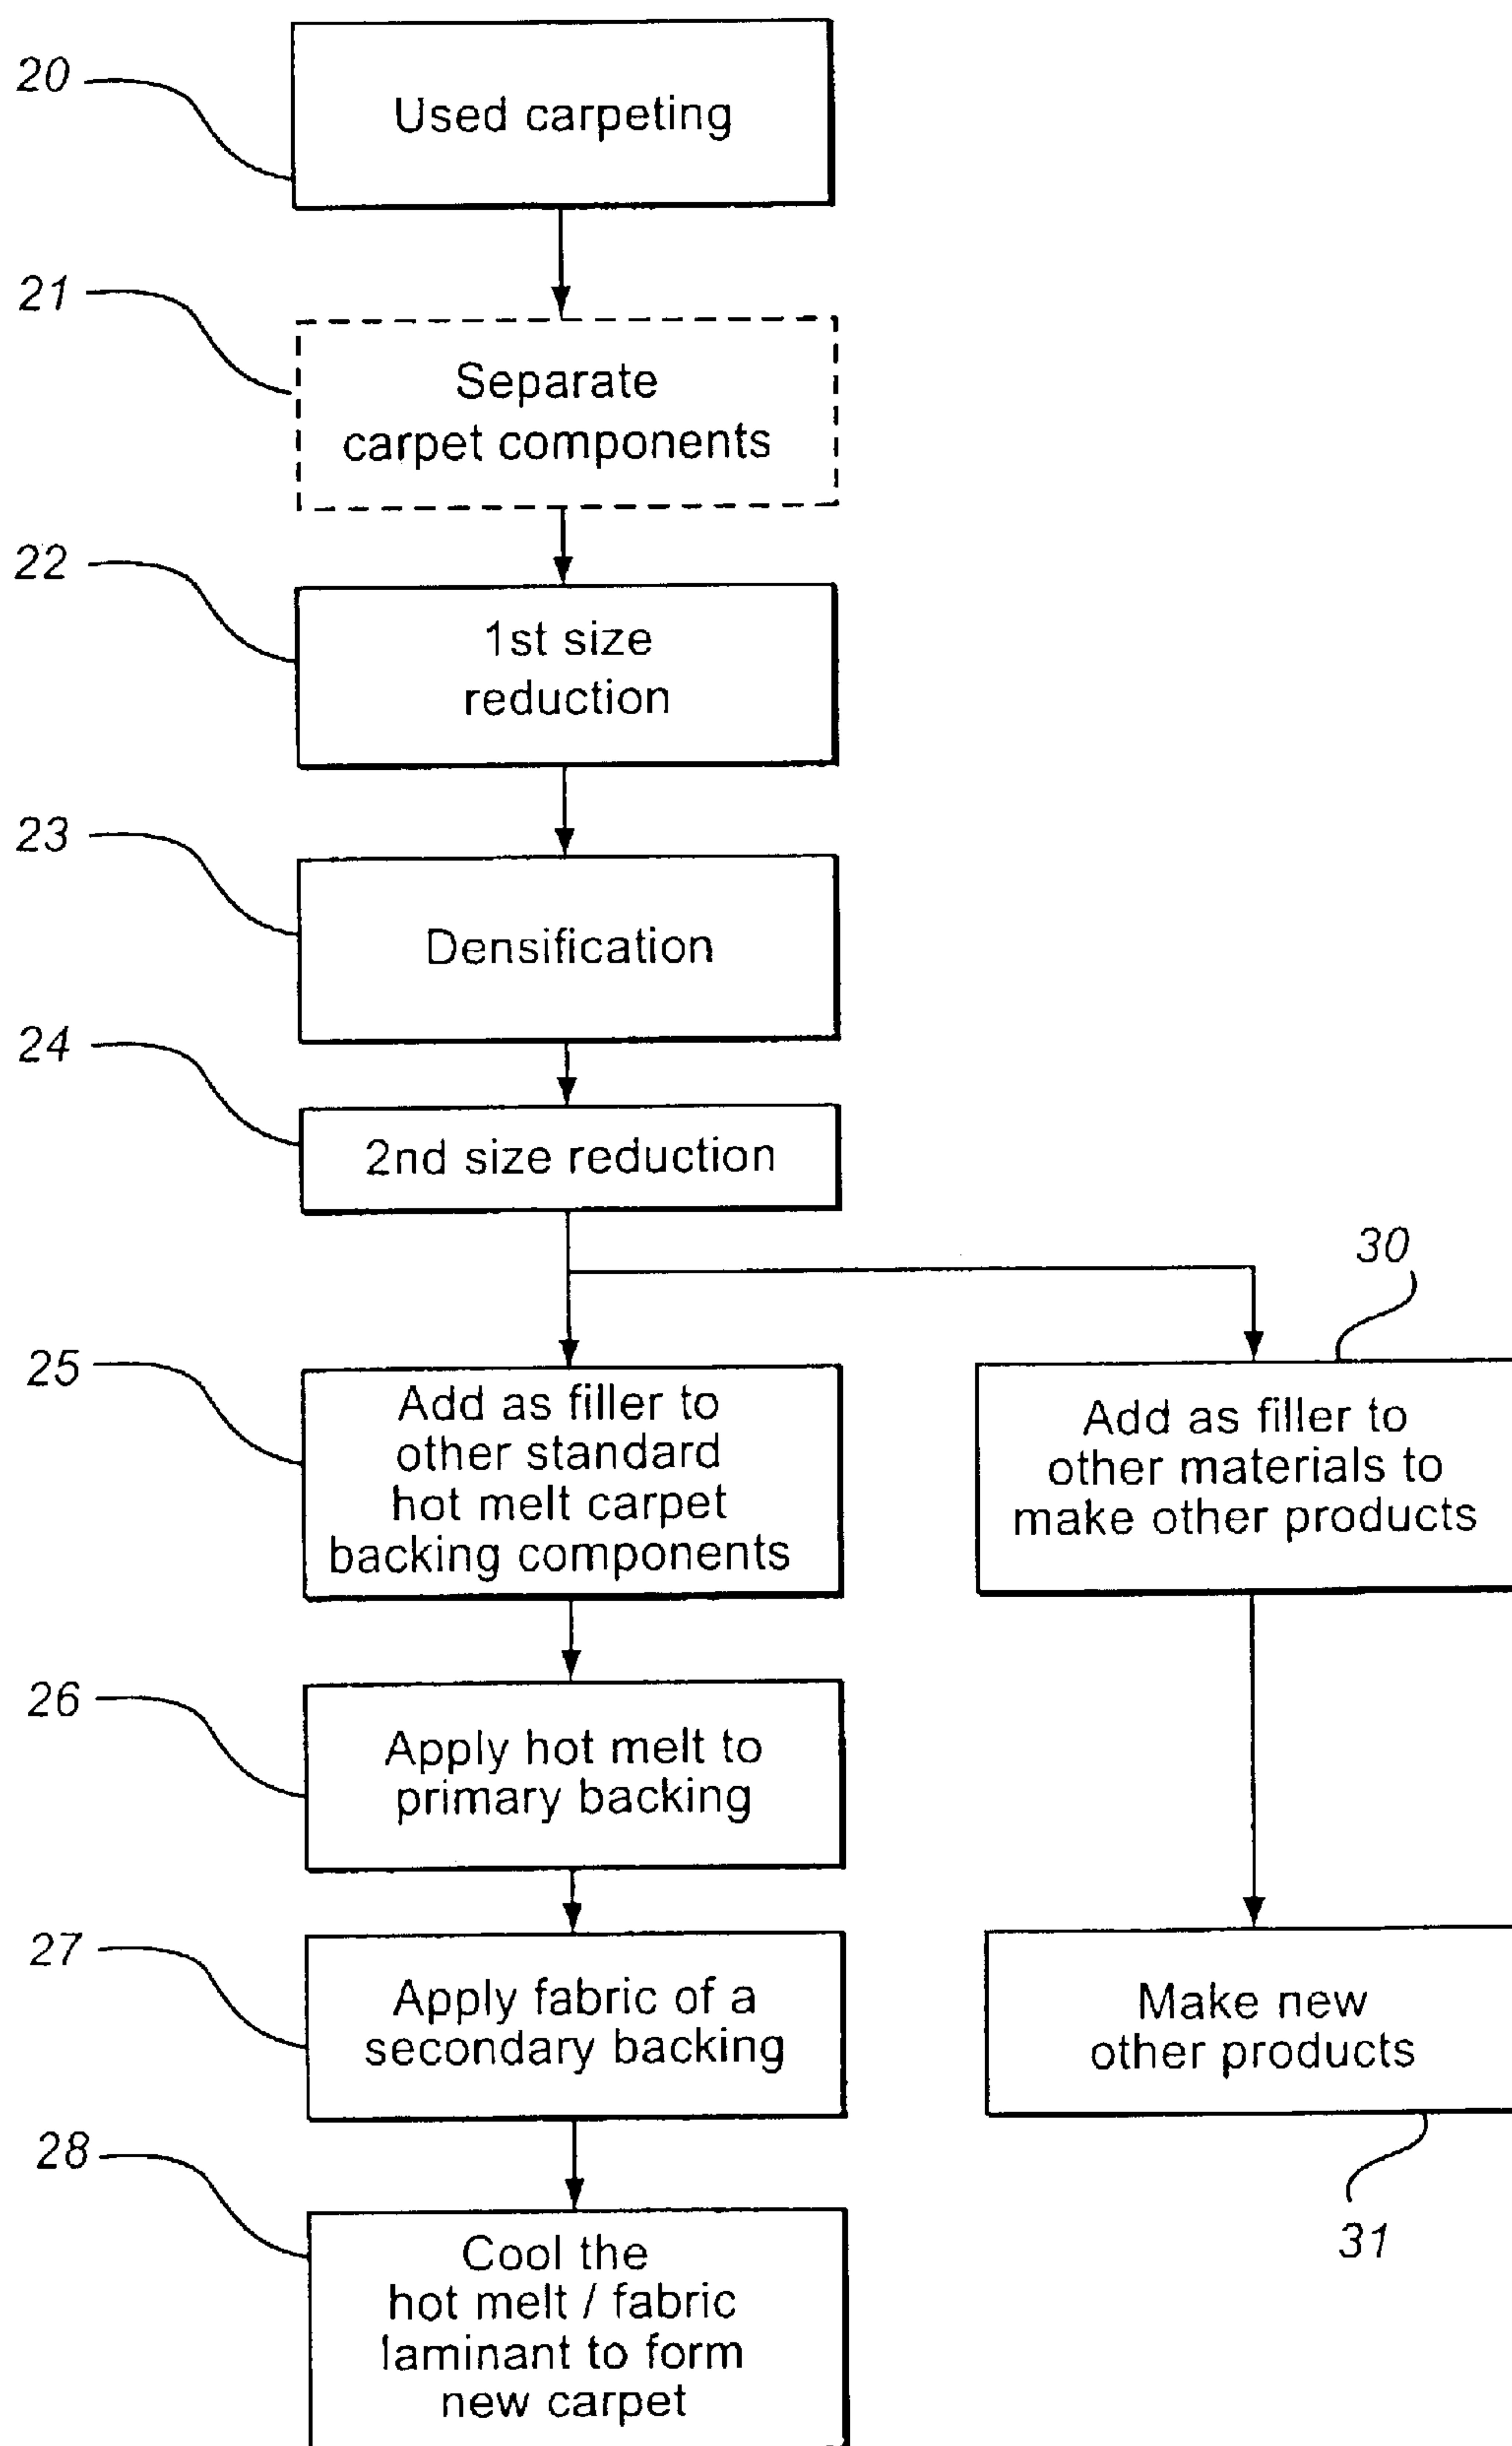 20
Used carpeting
21
Separate
carpet components
22
1st size
reduction
23
Densification
24
2nd size reduction
25
Add as filler to
other standard
hot melt carpet
backing components
30
Add as filler to
other materials to
make other products
26
Apply hot melt to
primary backing
27
Apply fabric of a
secondary backing
Make new
other products
31
28
Cool the
hot melt / fabric
laminant to form
new carpet